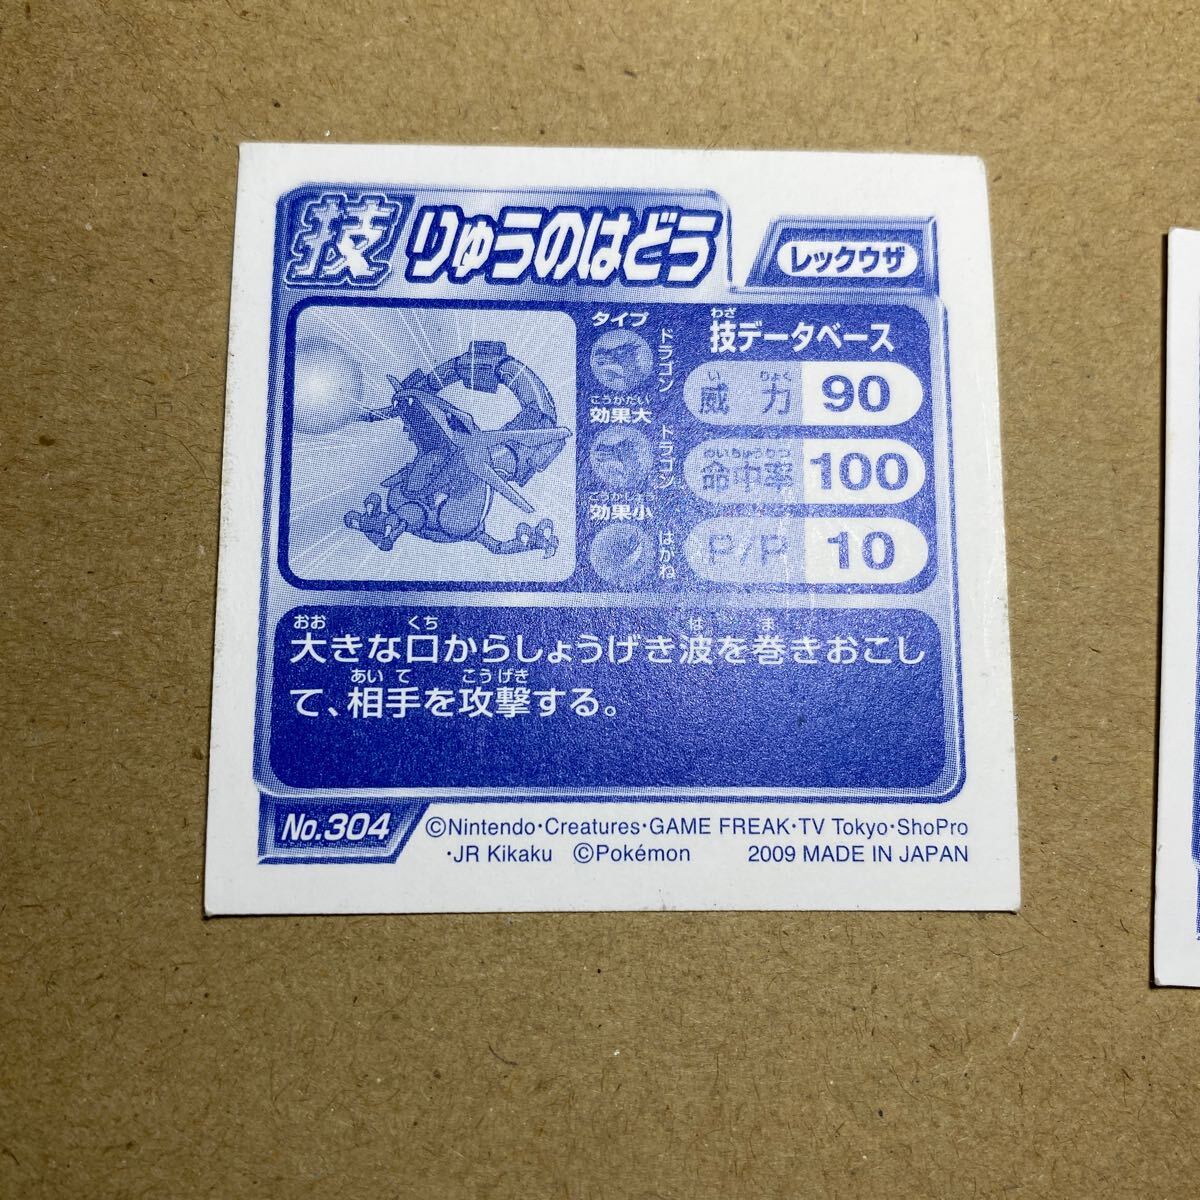 技 りゅうのはどう
レックウザ
タイプ
ドラゴン
こうかだい
効果大
ドラゴン
こうかしょう
効果小
はがね
わざ
技データベース
い りょく
威力 90
めいちゅうりつ
命中率 100
P/P 10
おお くち は ま
大きな口からしょうげき波を巻きおこし
あいて こうげき
て、相手を攻撃する。
No.304
©Nintendo・Creatures・GAME FREAK・TV Tokyo・ShoPro
・JR Kikaku ©Pokémon 2009 MADE IN JAPAN